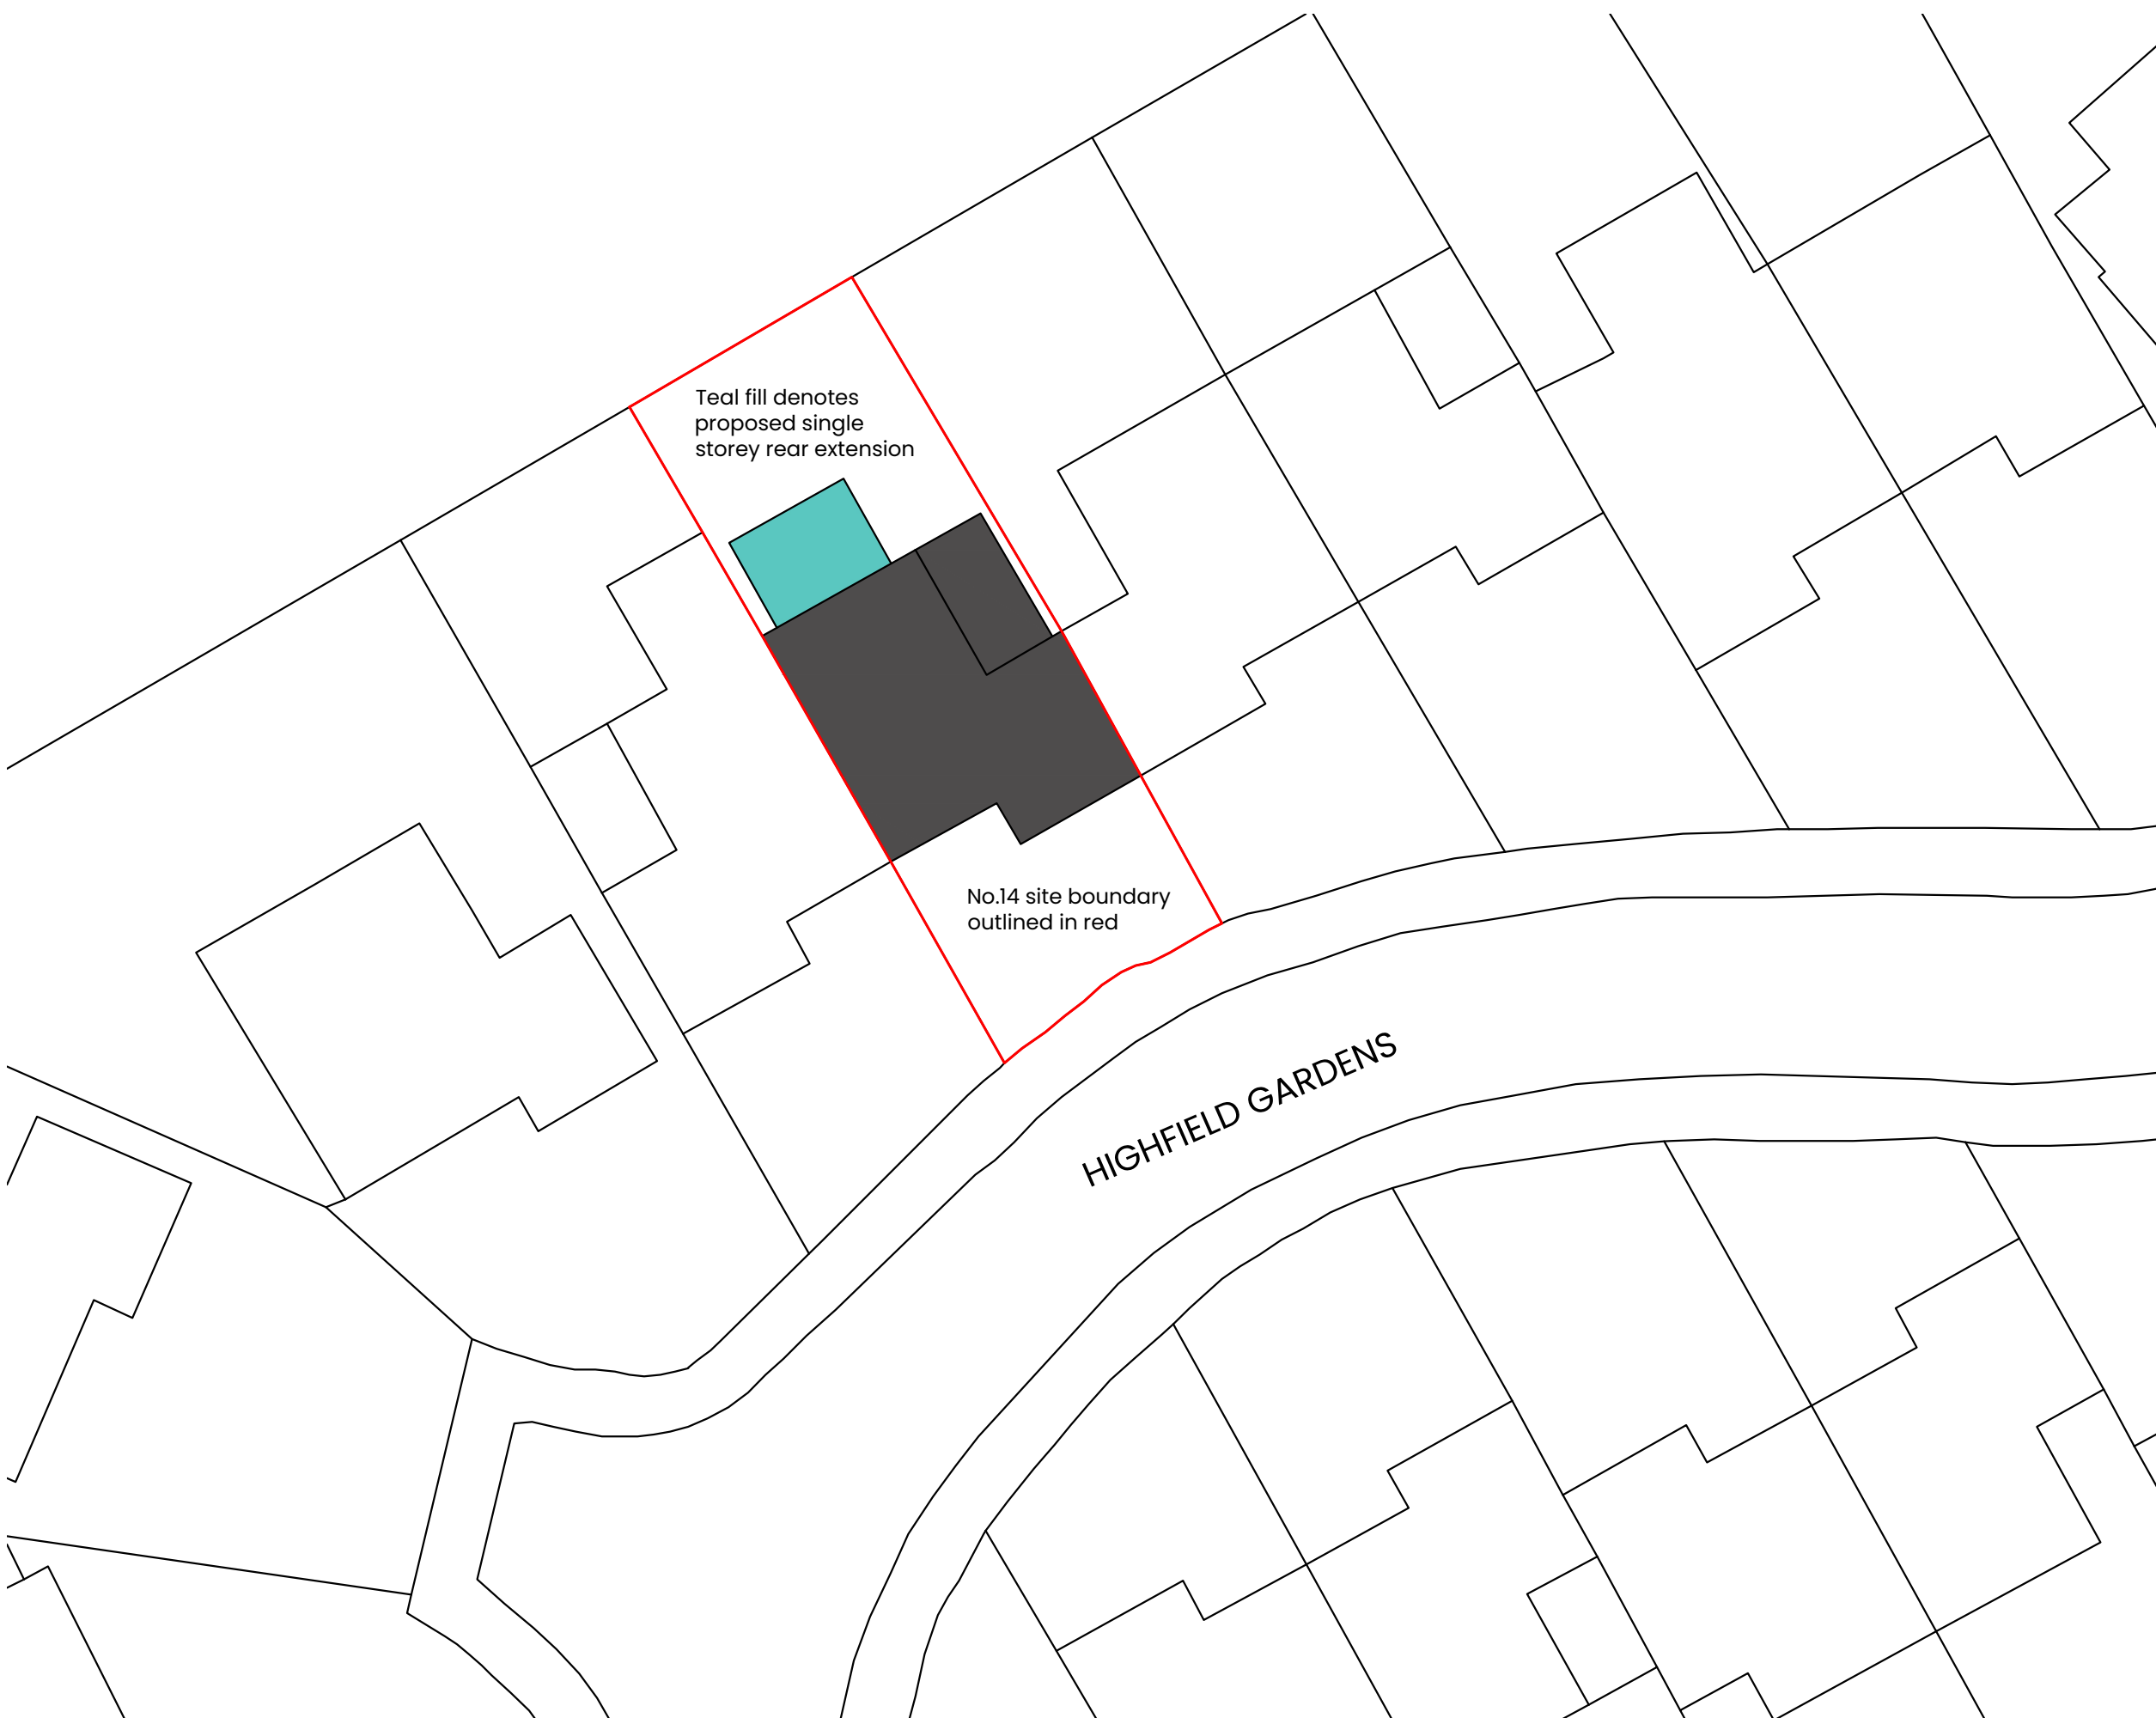 Teal fill denotes
proposed single
storey rear extension
No.14 site boundary
outlined in red
HIGHFIELD GARDENS